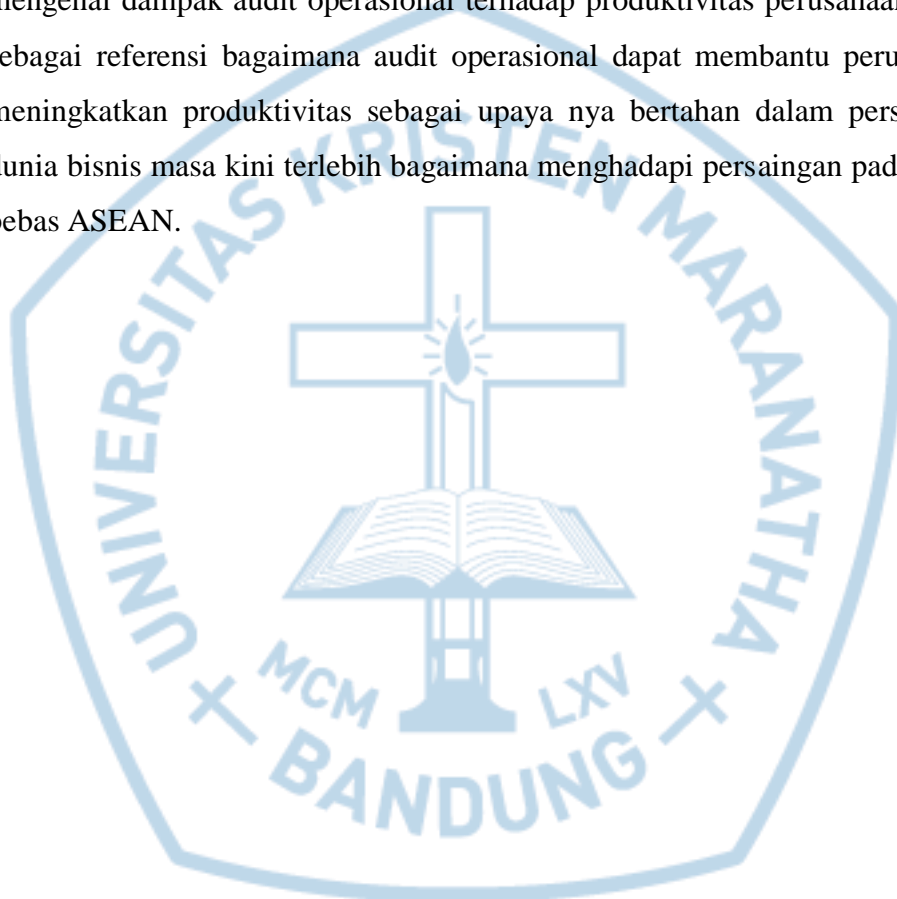 mengenai dampak audit operasional terhadap produktivitas perusahaan
sebagai referensi bagaimana audit operasional dapat membantu peru
meningkatkan produktivitas sebagai upaya nya bertahan dalam pers
dunia bisnis masa kini terlebih bagaimana menghadapi persaingan pad
bebas ASEAN.
UNIVERSITAS KRISTEN MARANATHA
MCM LXV
BANDUNG